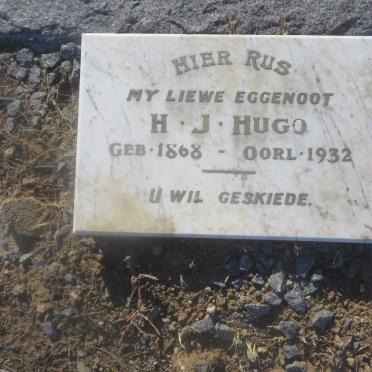 HIER RUS
MY LIEWE EGGENOOT
H. J. HUGO
GEB. 1868 - OORL. 1932
U WIL GESKIEDE.